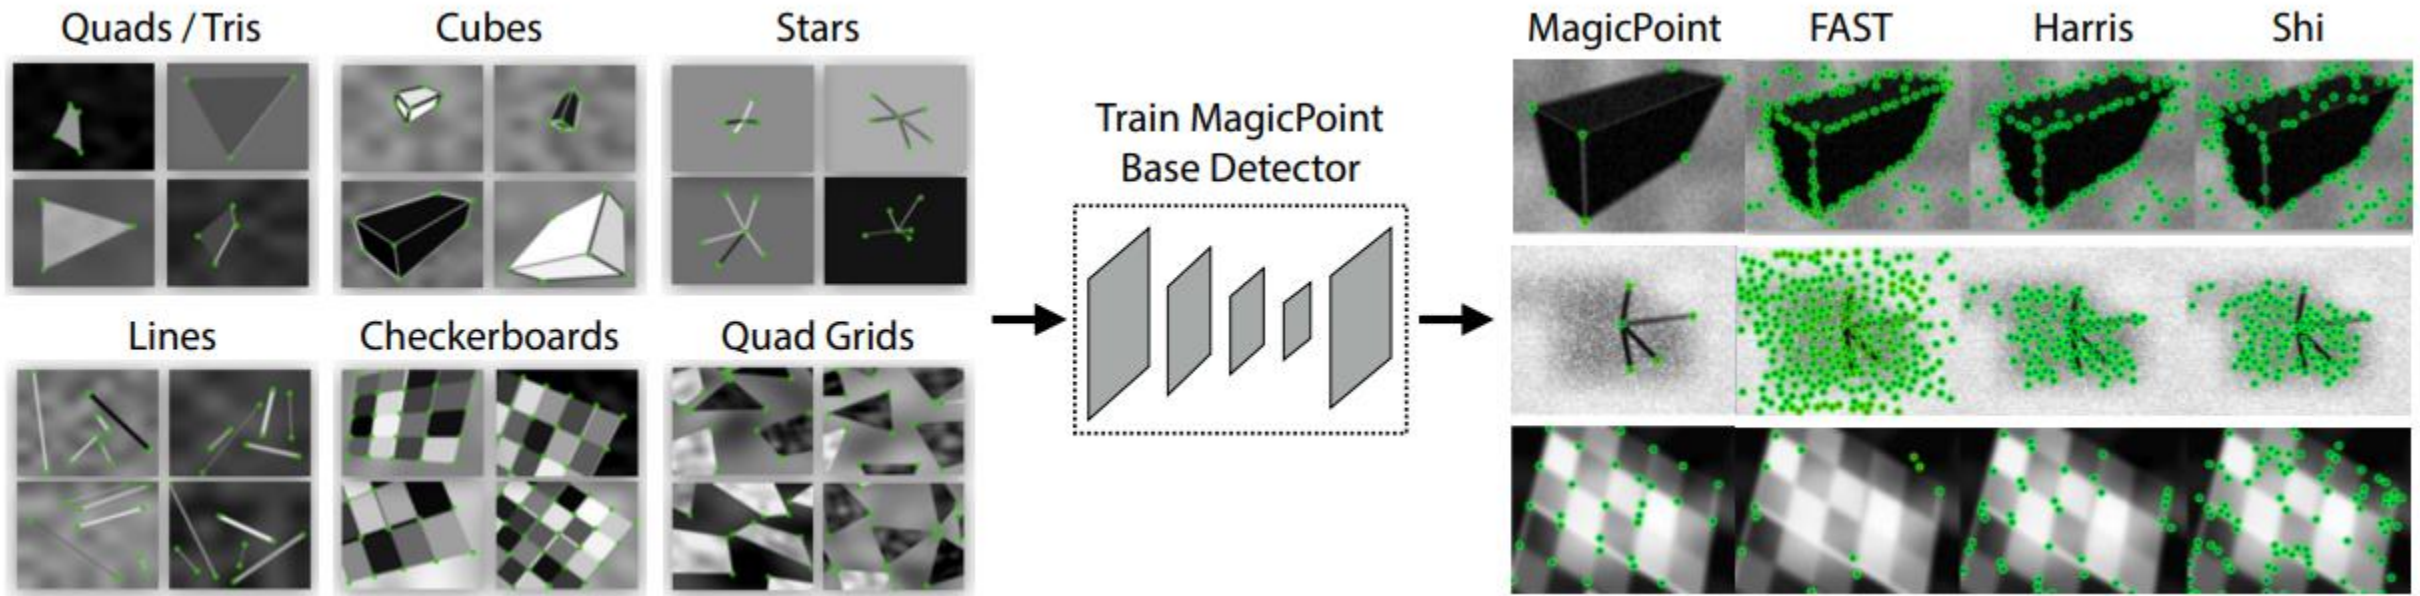 Quads / Tris
Cubes
Stars
Lines
Checkerboards
Quad Grids
Train MagicPoint
Base Detector
MagicPoint
FAST
Harris
Shi